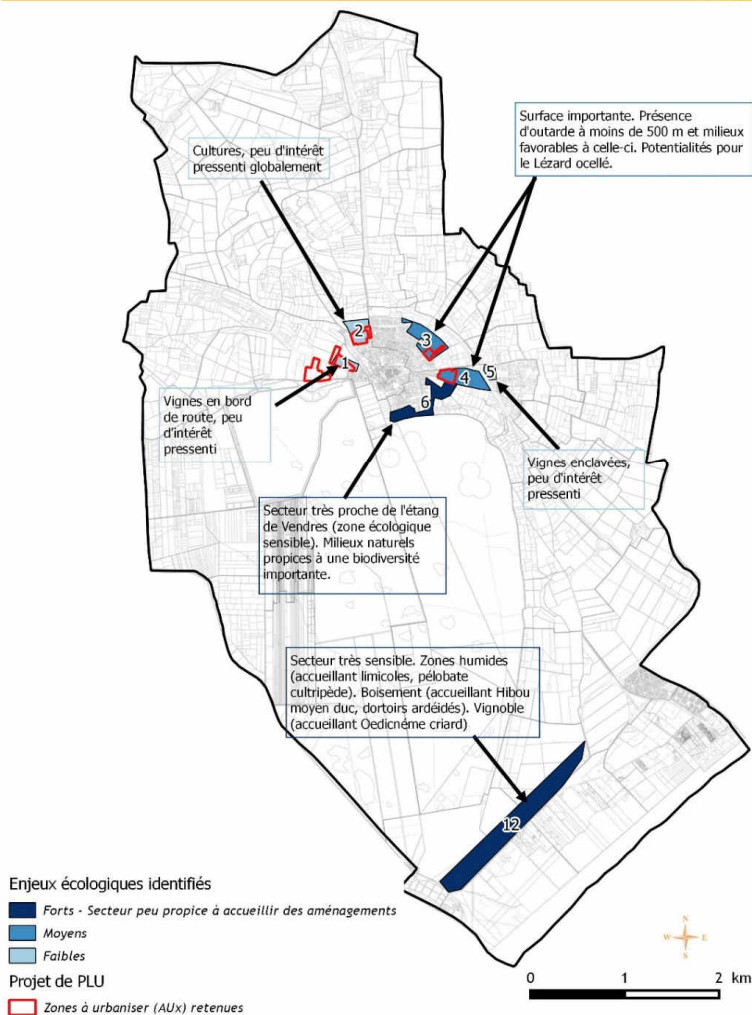 Surface importante. Présence
d'outarde à moins de 500 m et milieux
favorables à celle-ci. Potentialités pour
le Lézard ocellé.
Cultures, peu d'intérêt
pressenti globalement
2
3
1
4
5
6
Vignes en bord
de route, peu
d'intérêt
pressenti
Vignes enclavées,
peu d'intérêt
pressenti
Secteur très proche de l'étang
de Vendres (zone écologique
sensible). Milieux naturels
propices à une biodiversité
importante.
Secteur très sensible. Zones humides
(accueillant limicoles, pélobate
cultripède). Boisement (accueillant Hibou
moyen duc, dortoirs ardéidés). Vignoble
(accueillant Oedicnéme criard)
12
Enjeux écologiques identifiés
Forts - Secteur peu propice à accueillir des aménagements
Moyens
Faibles
Projet de PLU
Zones à urbaniser (AUx) retenues
N
W E
S
0 1 2 km